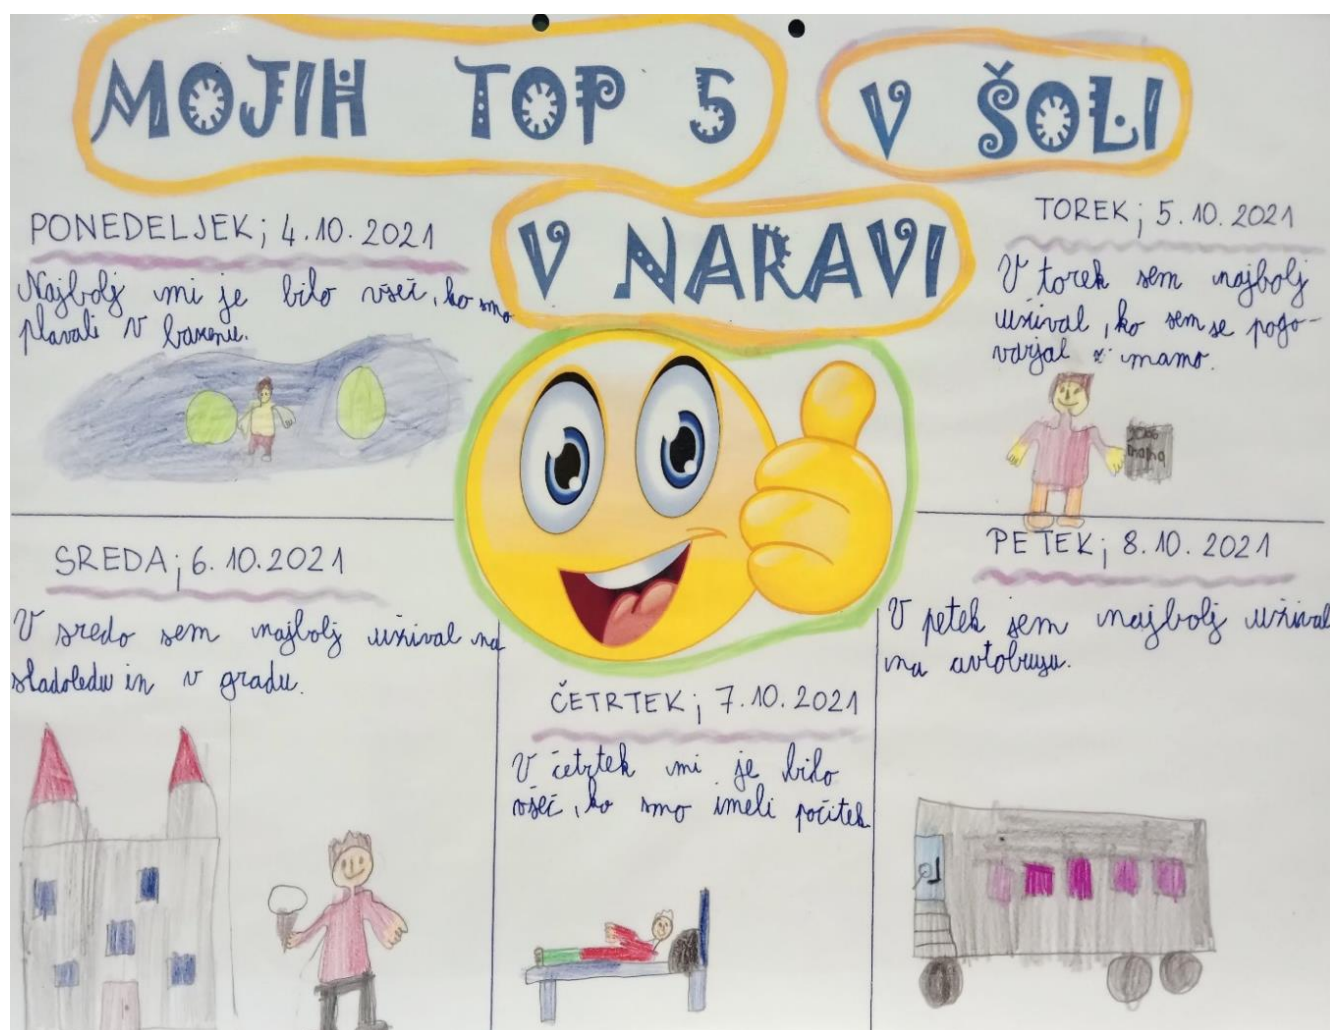 MOJIH TOP 5 V ŠOLI
V NARAVI
PONEDELJEK; 4.10.2021
Najbolj mi je bilo všeč, ko smo
plavali v bazenu.
TOREK; 5.10.2021
V torek sem najbolj
užival, ko sem se pogo-
varjal z mamo.
SREDA; 6.10.2021
V sredo sem najbolj užival na
sladoledu in v gradu.
ČETRTEK; 7.10.2021
V četrtek mi je bilo
všeč, ko smo imeli počitek
PETEK; 8.10.2021
V petek sem najbolj užival
na avtobusu.